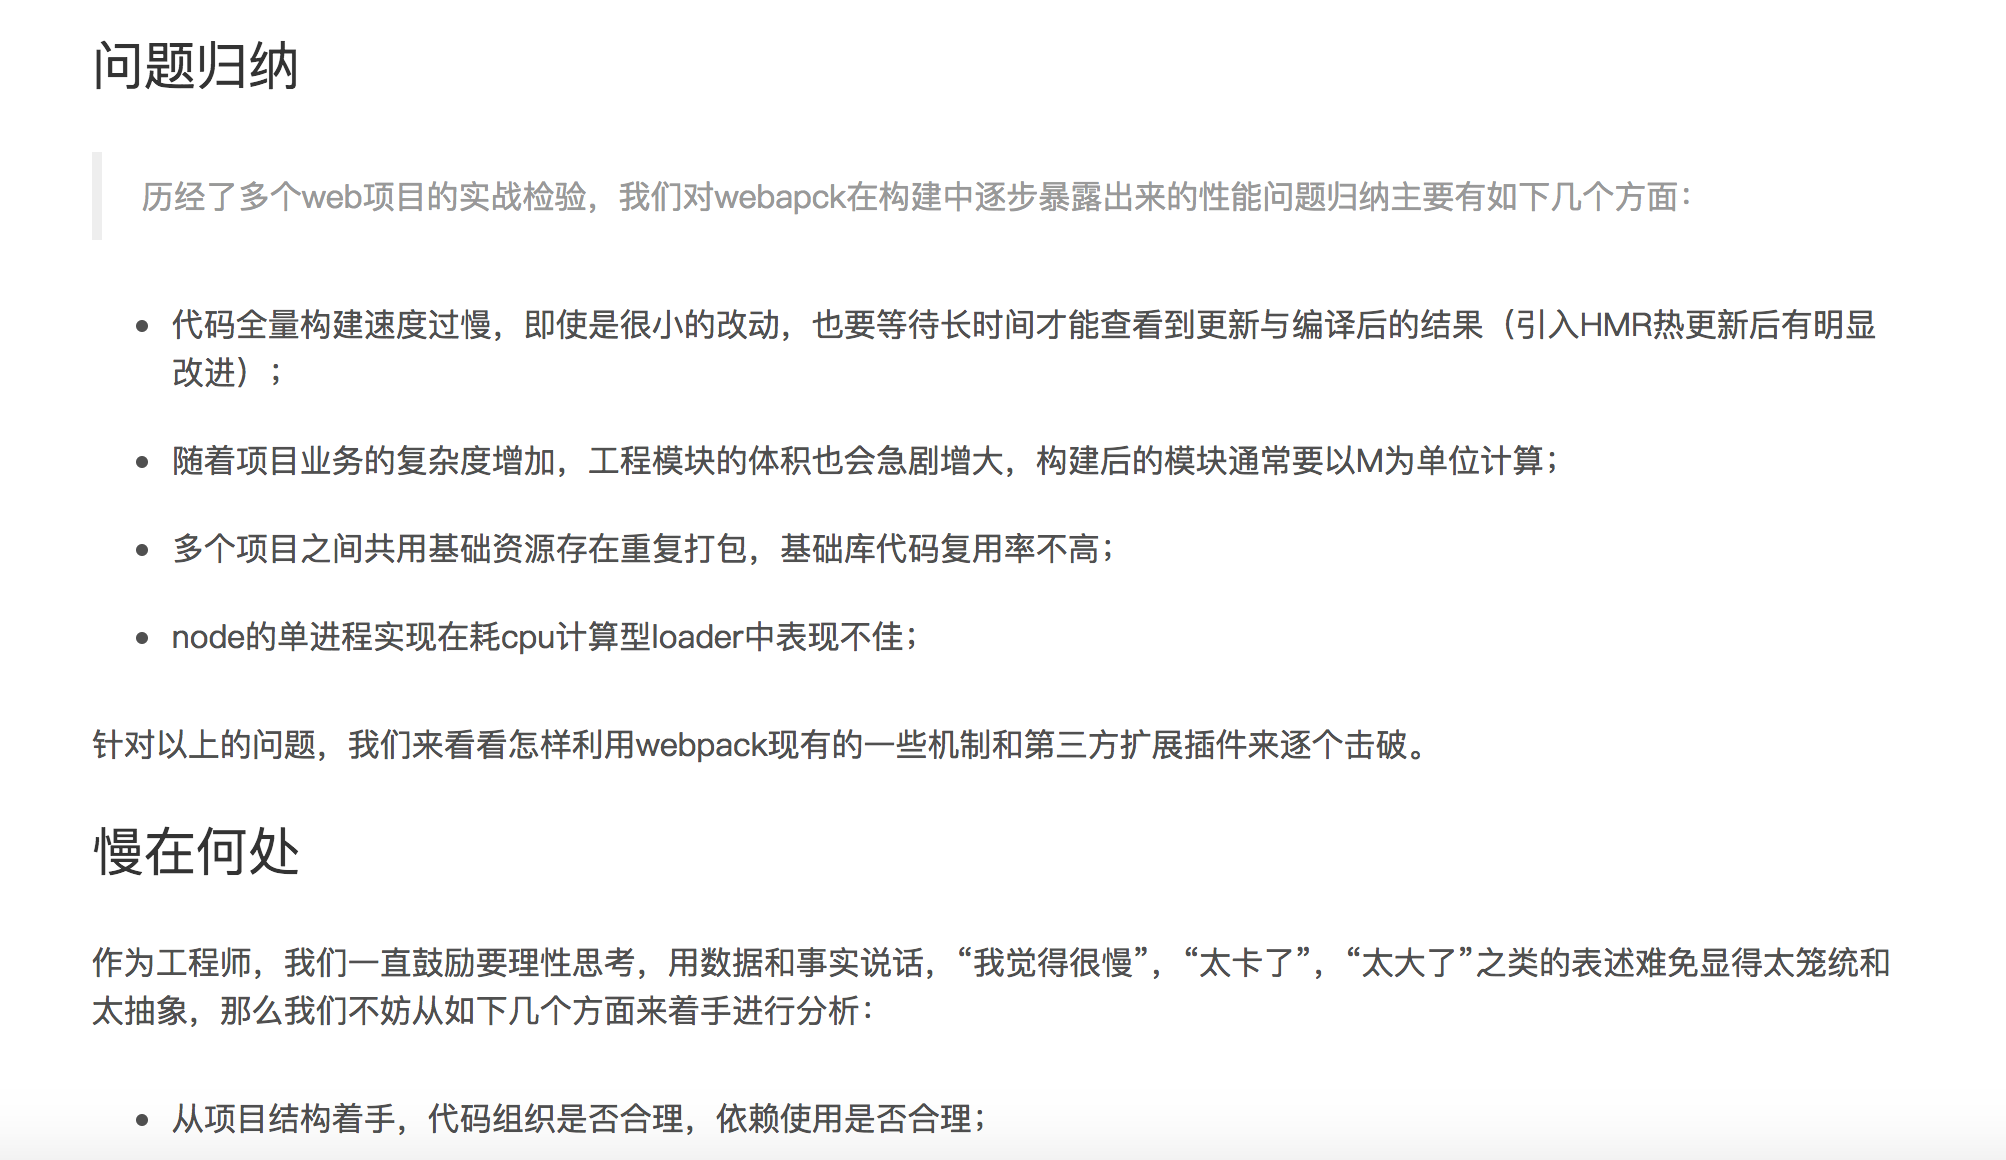 问题归纳
历经了多个web项目的实战检验，我们对webapck在构建中逐步暴露出来的性能问题归纳主要有如下几个方面：
代码全量构建速度过慢，即使是很小的改动，也要等待长时间才能查看到更新与编译后的结果（引入HMR热更新后有明显
改进）；
随着项目业务的复杂度增加，工程模块的体积也会急剧增大，构建后的模块通常要以M为单位计算；
多个项目之间共用基础资源存在重复打包，基础库代码复用率不高；
node的单进程实现在耗cpu计算型loader中表现不佳；
针对以上的问题，我们来看看怎样利用webpack现有的一些机制和第三方扩展插件来逐个击破。
慢在何处
作为工程师，我们一直鼓励要理性思考，用数据和事实说话，“我觉得很慢”，“太卡了”，“太大了”之类的表述难免显得太笼统和
太抽象，那么我们不妨从如下几个方面来着手进行分析：
从项目结构着手，代码组织是否合理，依赖使用是否合理；